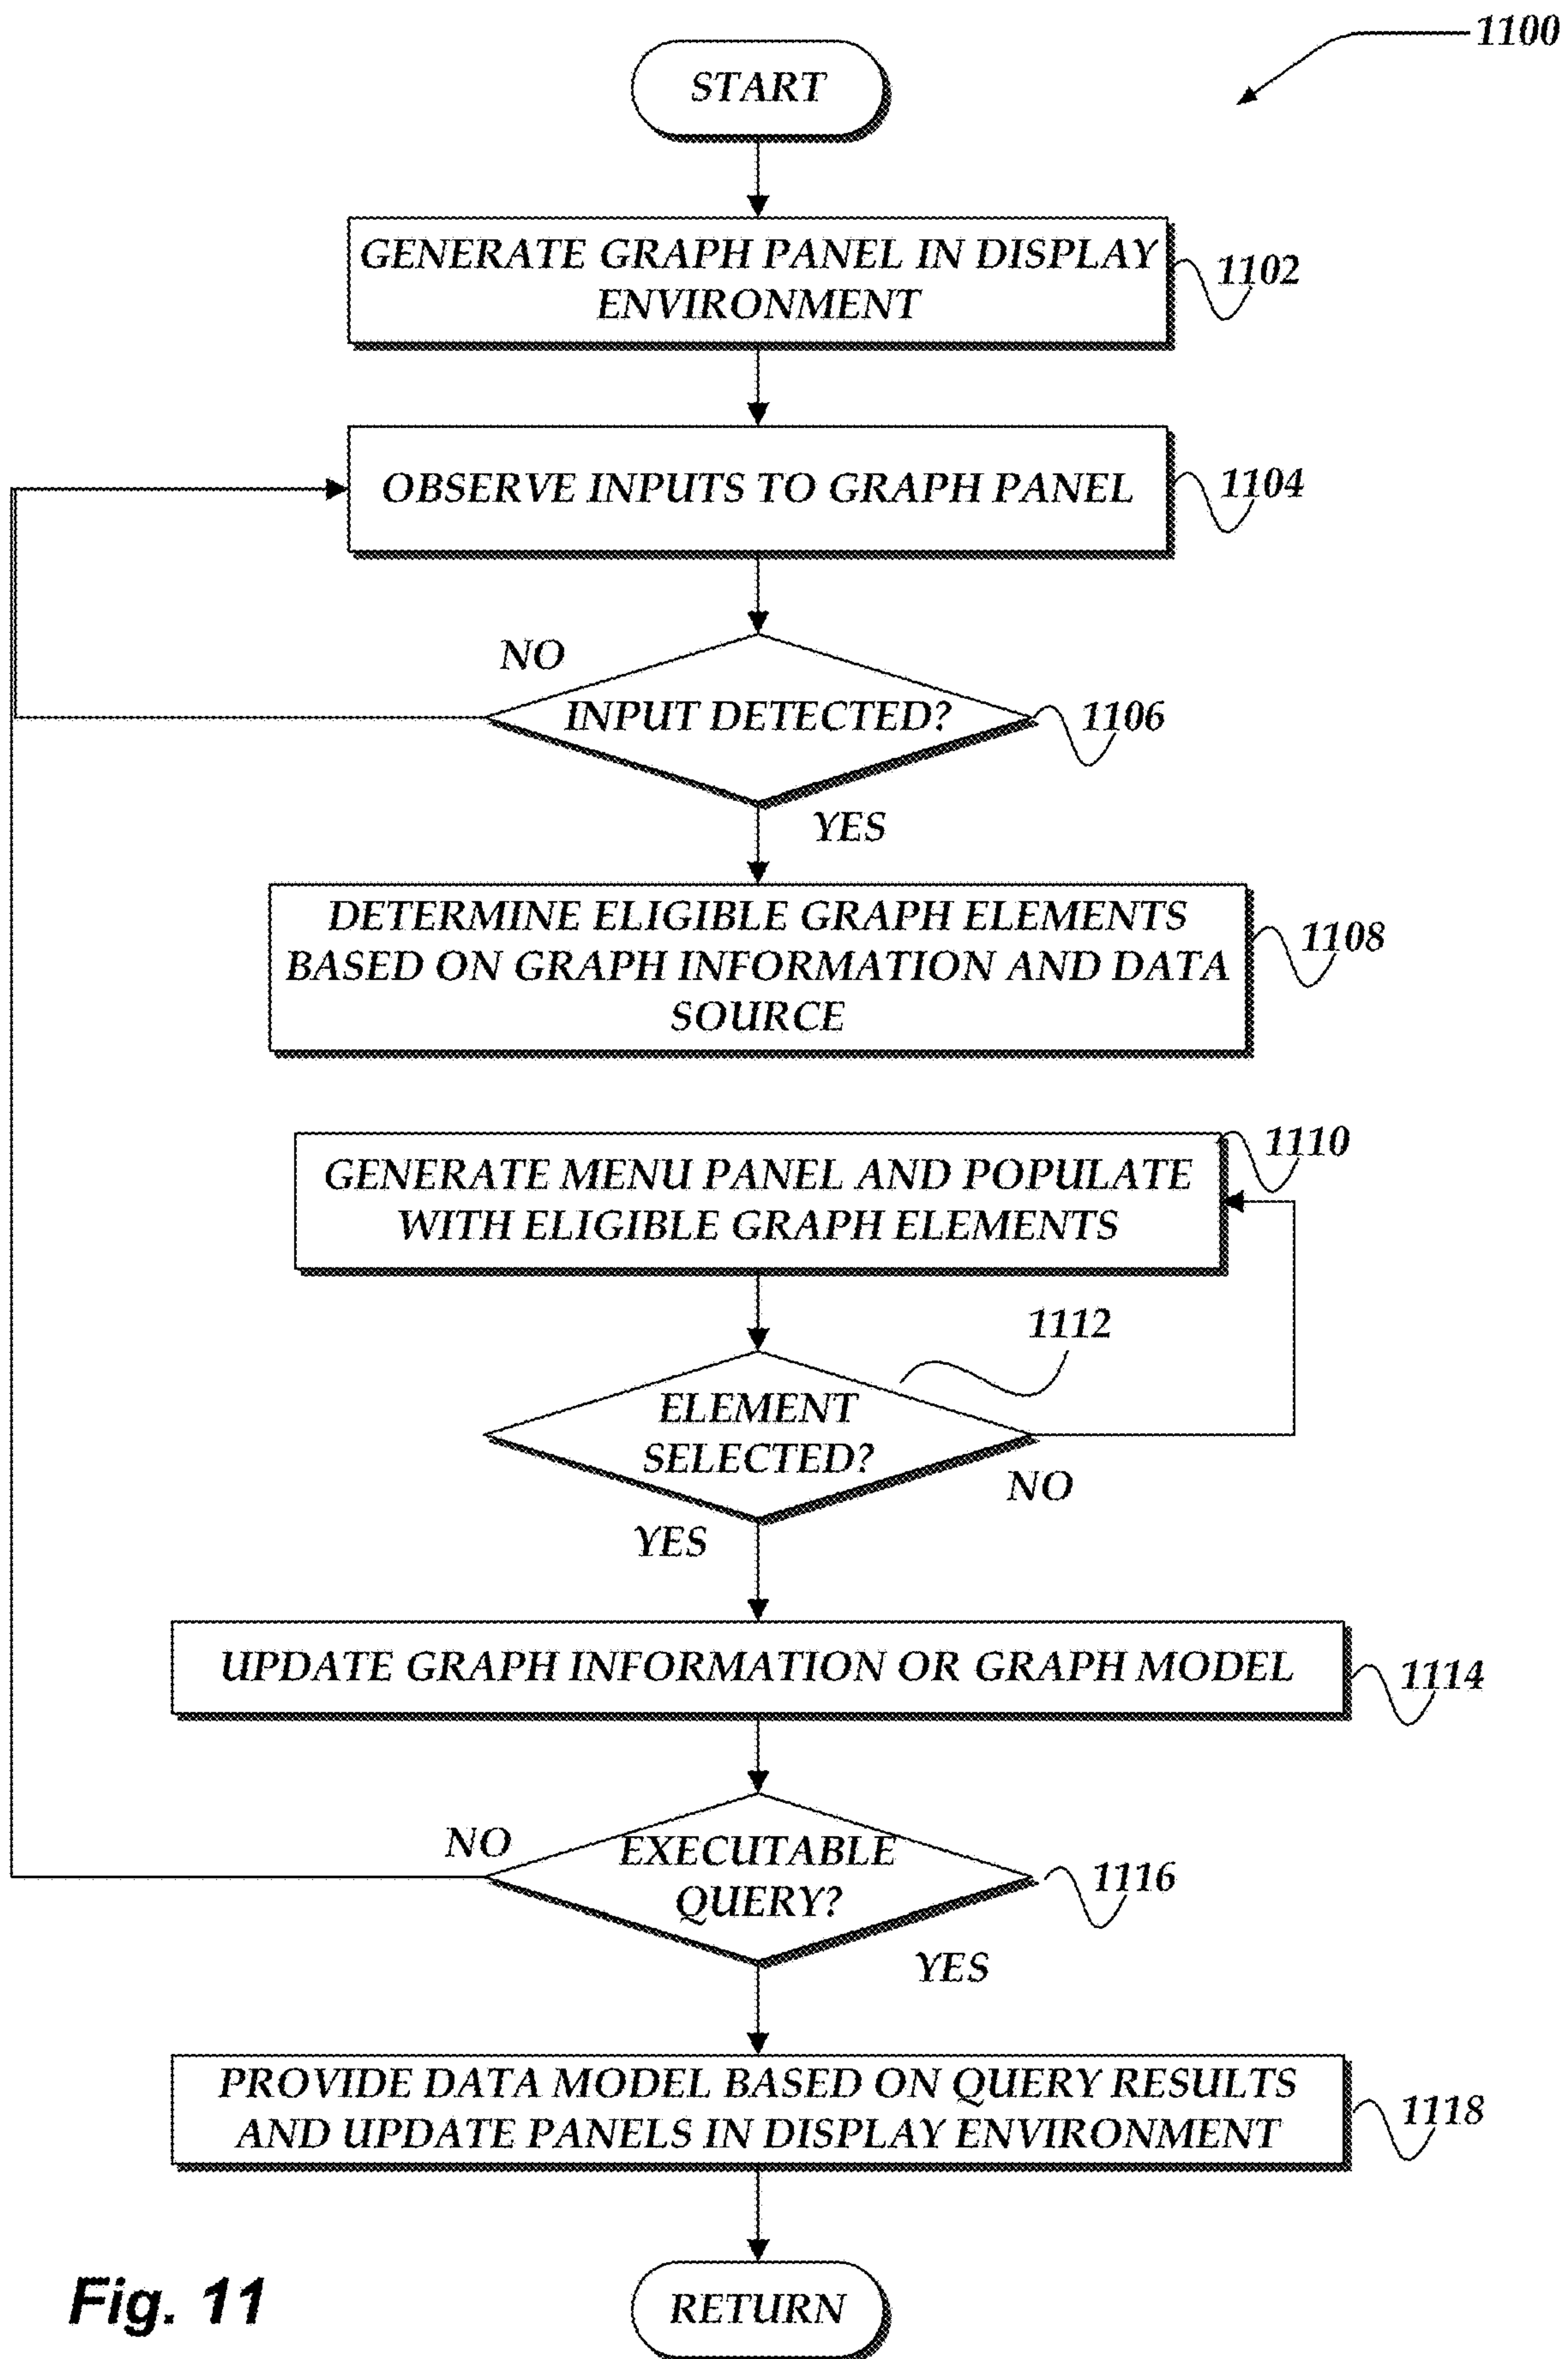 1100
START
GENERATE GRAPH PANEL IN DISPLAY
ENVIRONMENT
1102
OBSERVE INPUTS TO GRAPH PANEL
1104
NO
INPUT DETECTED?
1106
YES
DETERMINE ELIGIBLE GRAPH ELEMENTS
BASED ON GRAPH INFORMATION AND DATA
SOURCE
1108
GENERATE MENU PANEL AND POPULATE
WITH ELIGIBLE GRAPH ELEMENTS
1110
1112
ELEMENT
SELECTED?
NO
YES
UPDATE GRAPH INFORMATION OR GRAPH MODEL
1114
NO
EXECUTABLE
QUERY?
1116
YES
PROVIDE DATA MODEL BASED ON QUERY RESULTS
AND UPDATE PANELS IN DISPLAY ENVIRONMENT
1118
RETURN
Fig. 11